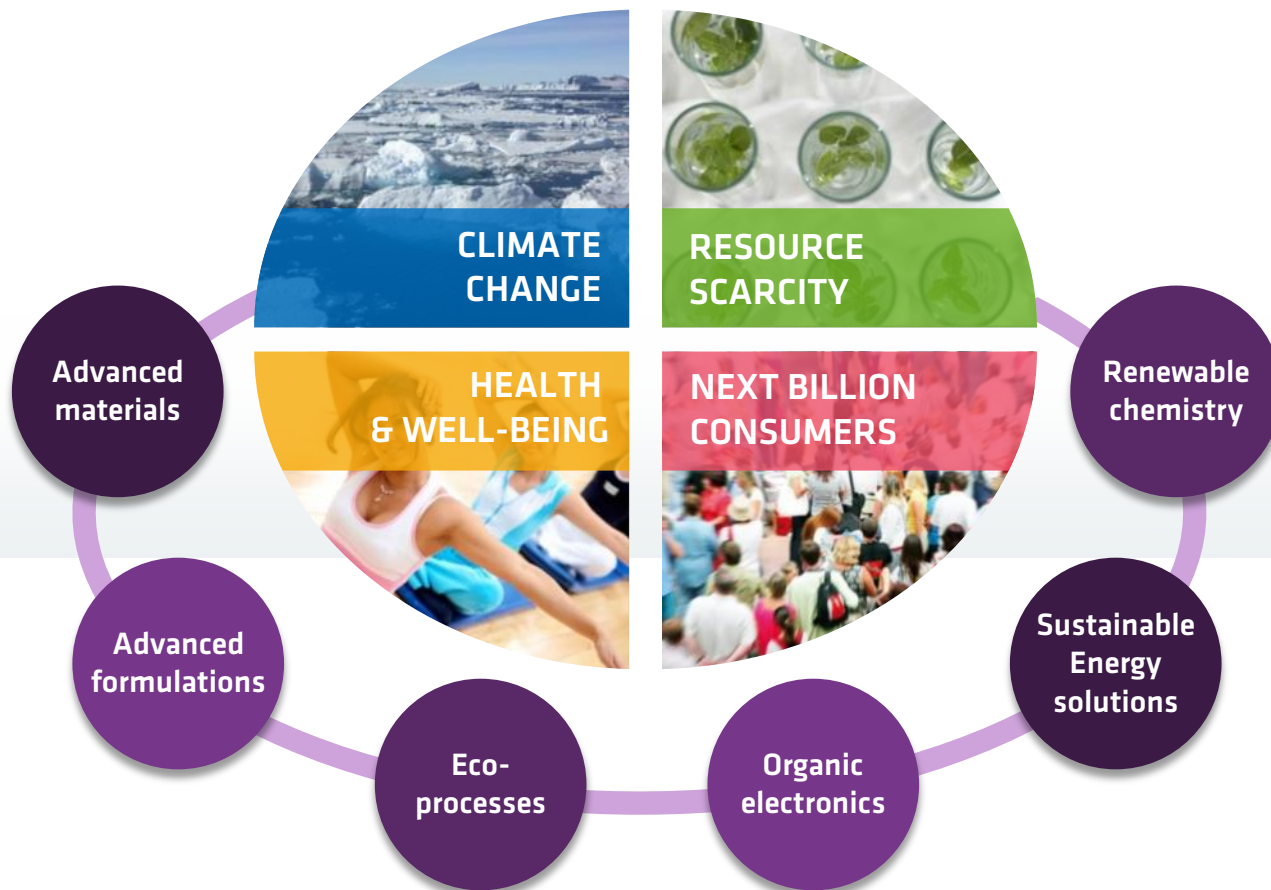 CLIMATE
CHANGE
RESOURCE
SCARCITY
HEALTH
& WELL-BEING
NEXT BILLION
CONSUMERS
Advanced
materials
Advanced
formulations
Eco-
processes
Organic
electronics
Sustainable
Energy
solutions
Renewable
chemistry